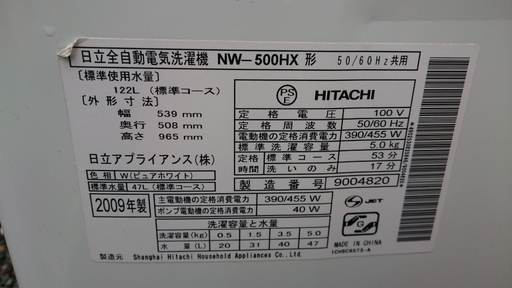 日立全自動電気洗濯機 NW-500HX 形 50/60Hz共用
[標準使用水量]
122L (標準コース)
[外形寸法]
幅 539 mm
奥行 508 mm
高さ 965 mm
日立アプライアンス(株)
色相 W(ピュアホワイト)
標準水量 47L (標準コース)
2009年製
PS
E
HITACHI
定格電圧 100 V
定格周波数 50/60 Hz
電動機の定格消費電力 390/455 W
標準洗濯容量 5.0kg
定格 標準コース 53分
時間 洗いのみ 17分
製造番号 9004820
主電動機の定格消費電力 390/455 W
ポンプ電動機の定格消費電力 40 W
洗濯容量と水量
洗濯容量(kg) 0.5 1.5 3.5 5.0
水量(L) 20 31 40 47
JET
G
MADE IN CHINA
製造元 Shanghai Hitachi Household Appliances Co.,Ltd.